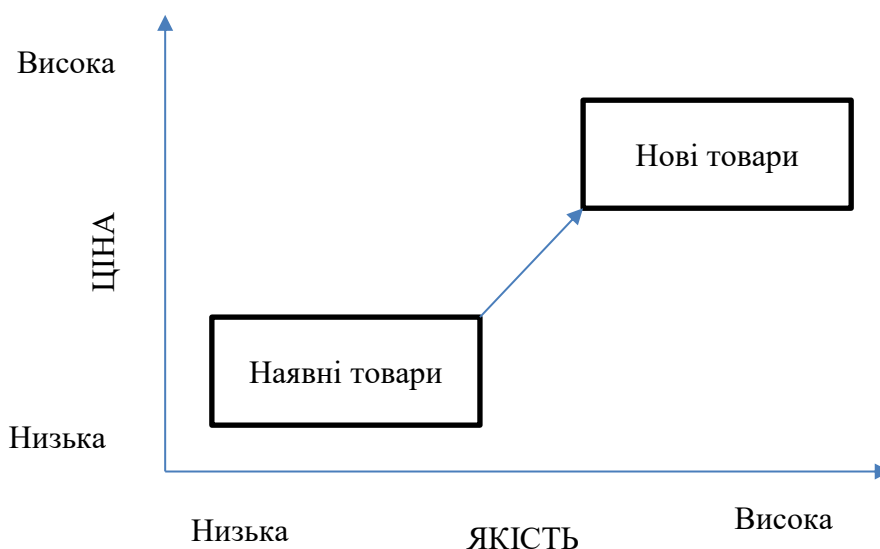 Висока
Нові товари
ЦІНА
Наявні товари
Низька
Низька
ЯКІСТЬ
Висока